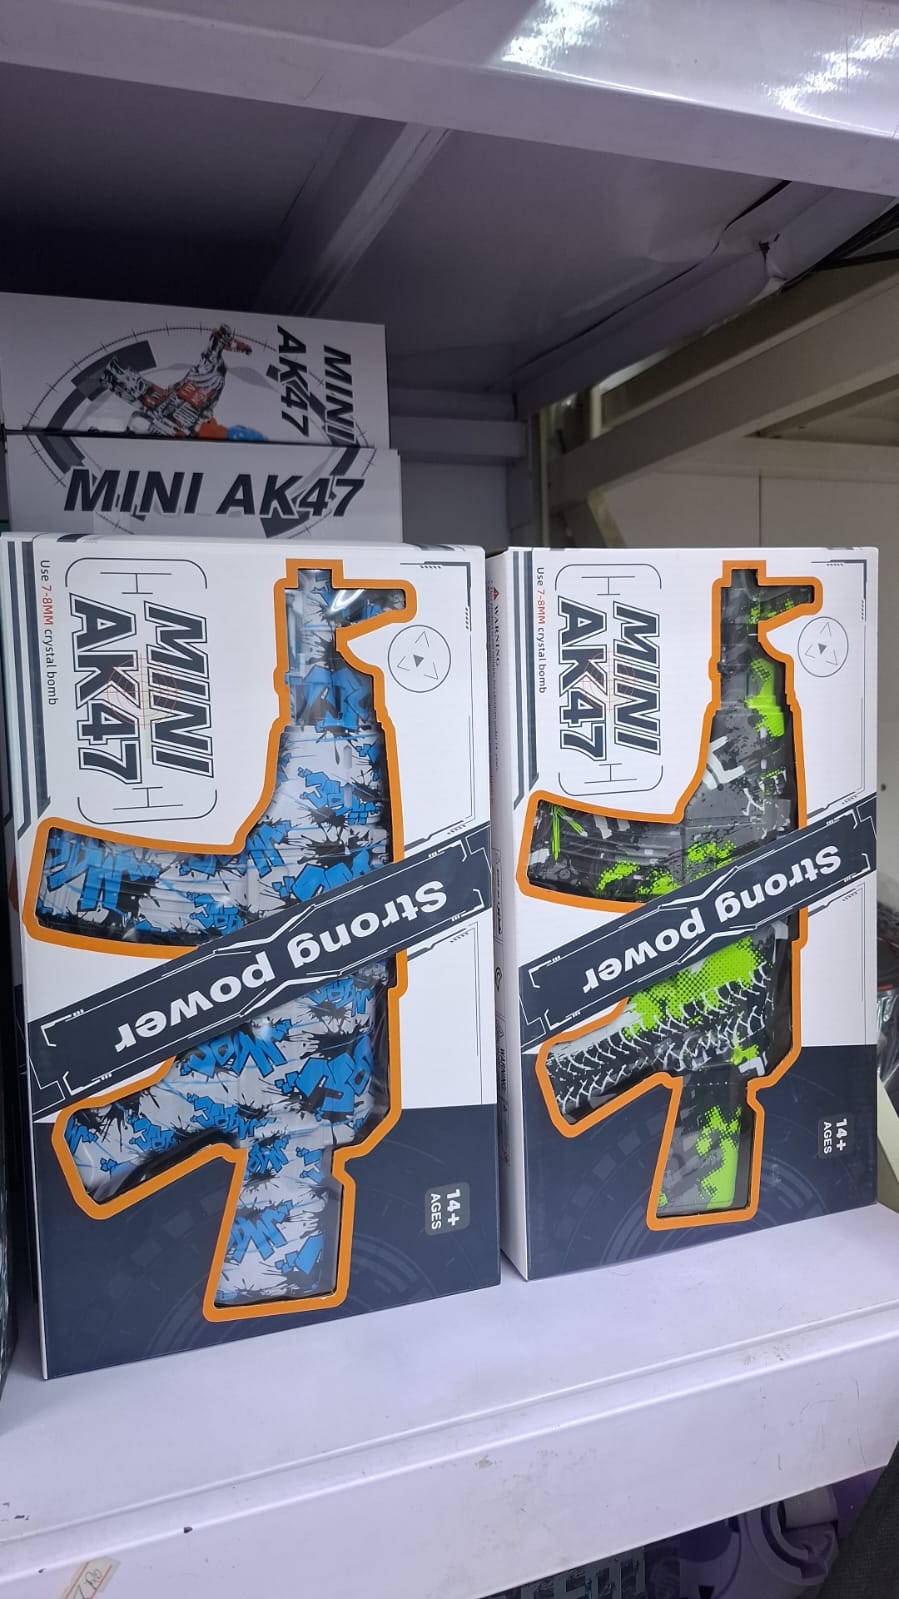 MINI
AK47
MINI AK47
Use 7-8MM crystal bomb
MINI
AK47
Strong power
14+
AGES
WARNING
Use 7-8MM crystal bomb
MINI
AK47
Strong power
14+
AGES